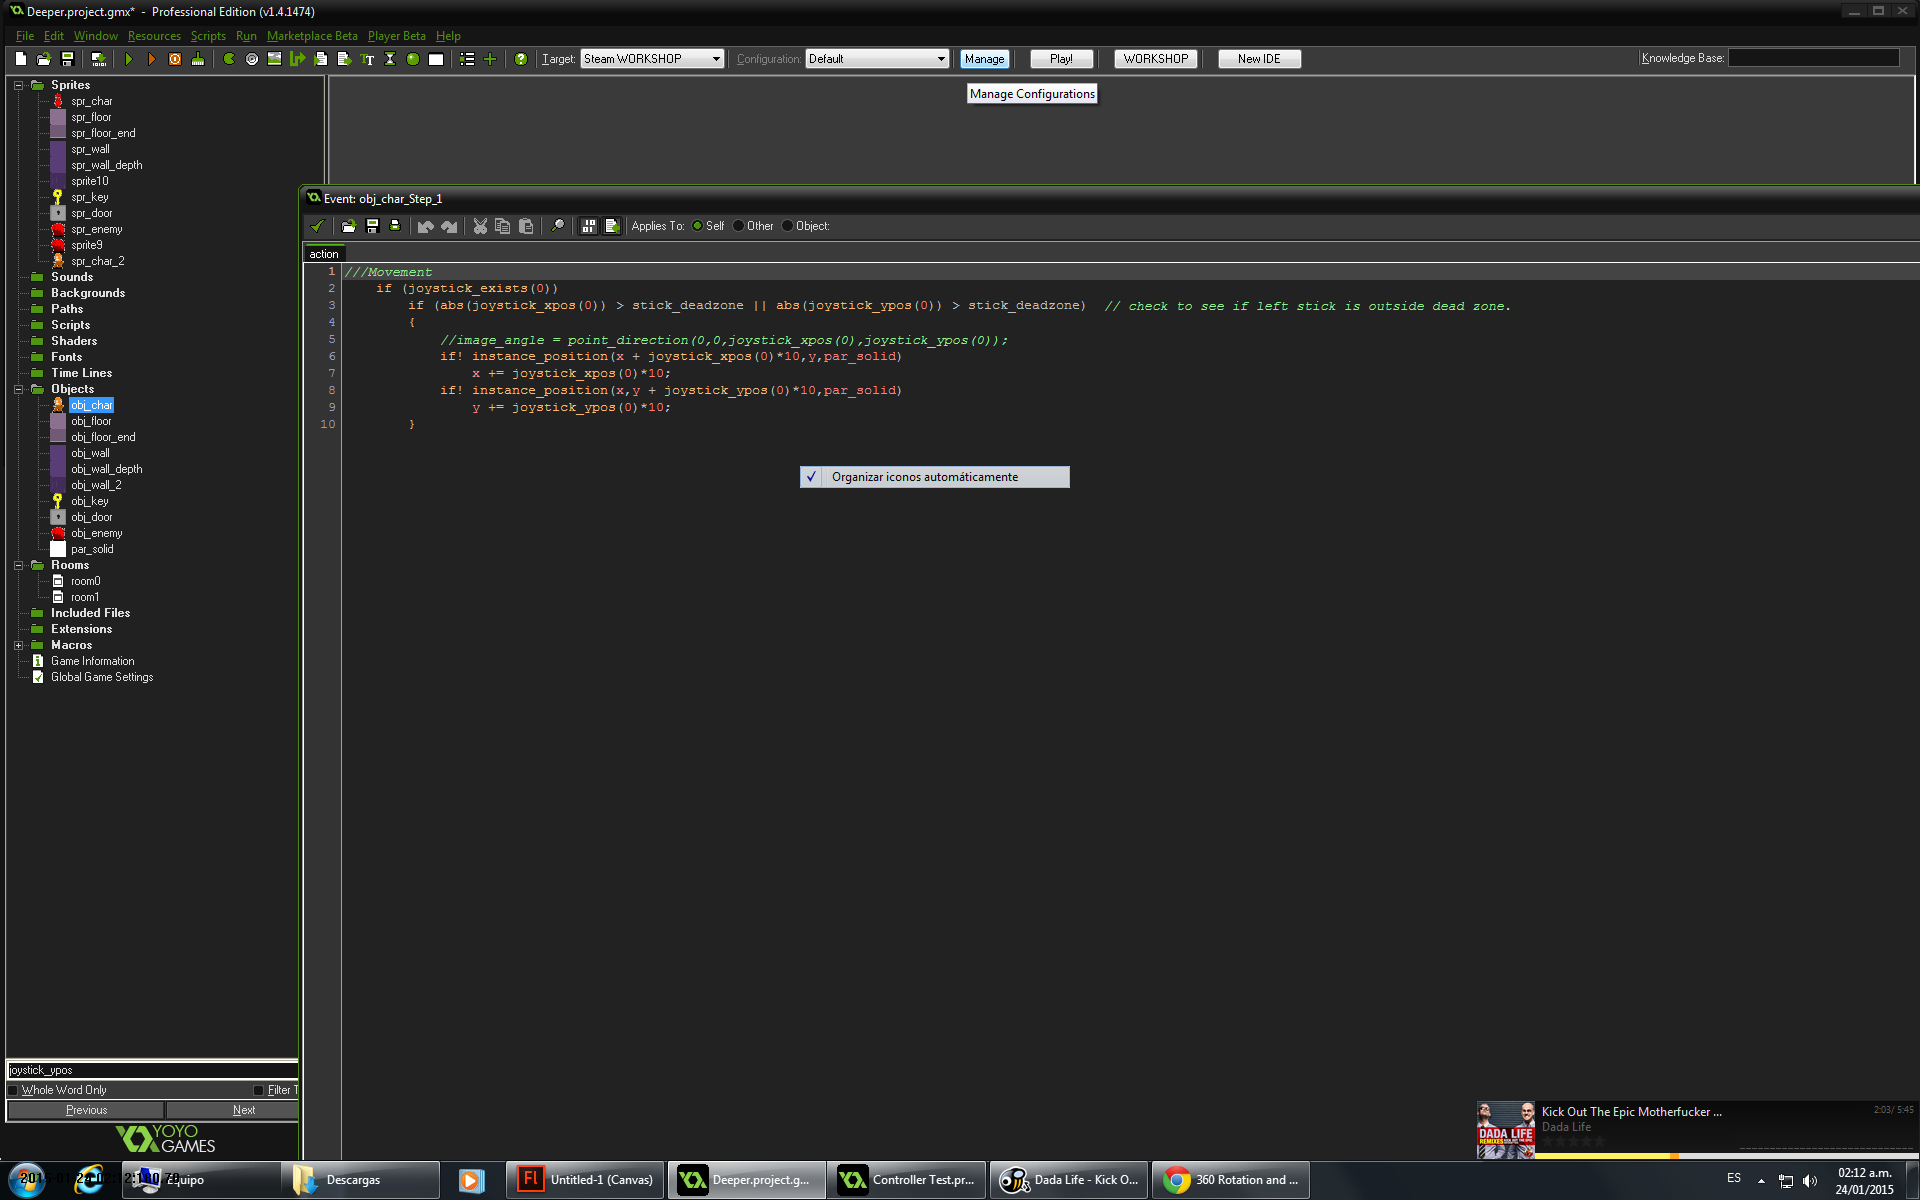 Deeper.project.gmx* - Professional Edition (v1.4.1474)
File Edit Window Resources Scripts Run Marketplace Beta Player Beta Help
Target: Steam WORKSHOP Configuration: Default Manage Play! WORKSHOP New IDE Knowledge Base:
Manage Configurations
Sprites
spr_char
spr_floor
spr_floor_end
spr_wall
spr_wall_depth
sprite10
spr_key
spr_door
spr_enemy
sprite9
spr_char_2
Sounds
Backgrounds
Paths
Scripts
Shaders
Fonts
Time Lines
Objects
obj_char
obj_floor
obj_floor_end
obj_wall
obj_wall_depth
obj_wall_2
obj_key
obj_door
obj_enemy
par_solid
Rooms
room0
room1
Included Files
Extensions
Macros
Game Information
Global Game Settings
Event: obj_char_Step_1
Applies To: Self Other Object:
action
1 ///Movement
2 if (joystick_exists(0))
3 if (abs(joystick_xpos(0)) > stick_deadzone || abs(joystick_ypos(0)) > stick_deadzone) // check to see if left stick is outside dead zone.
4 {
5 //image_angle = point_direction(0,0,joystick_xpos(0),joystick_ypos(0));
6 if! instance_position(x + joystick_xpos(0)*10,y,par_solid)
7 x += joystick_xpos(0)*10;
8 if! instance_position(x,y + joystick_ypos(0)*10,par_solid)
9 y += joystick_ypos(0)*10;
10 }
✓ Organizar iconos automáticamente
joystick_ypos
Whole Word Only Filter T
Previous Next
YOYO
GAMES
Kick Out The Epic Motherfucker ... 2:03/ 5:45
Dada Life
DADA LIFE
Equipo Descargas Untitled-1 (Canvas) Deeper.project.g... Controller Test.pr... Dada Life - Kick O... 360 Rotation and ... ES 02:12 a.m.
24/01/2015